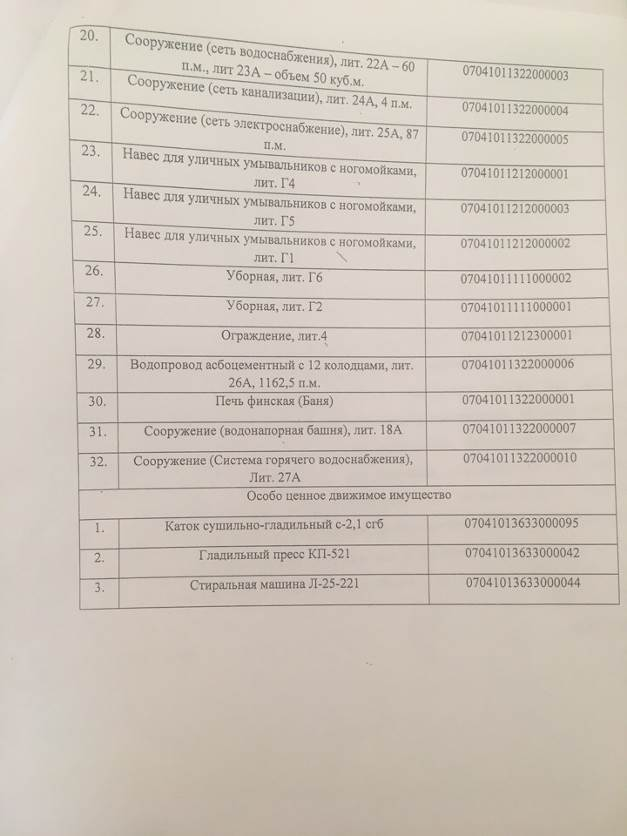 20. Сооружение (сеть водоснабжения), лит. 22А – 60 07041011322000003
п.м., лит 23А – объем 50 куб.м.
21. Сооружение (сеть канализации), лит. 24А, 4 п.м. 07041011322000004
22. Сооружение (сеть электроснабжение), лит. 25А, 87 07041011322000005
п.м.
23. Навес для уличных умывальников с ногомойками, 07041011212000001
лит. Г4
24. Навес для уличных умывальников с ногомойками, 07041011212000003
лит. Г5
25. Навес для уличных умывальников с ногомойками, 07041011212000002
лит. Г1
26. Уборная, лит. Г6 07041011111000002
27. Уборная, лит. Г2 07041011111000001
28. Ограждение, лит.4 07041011212300001
29. Водопровод асбоцементный с 12 колодцами, лит. 07041011322000006
26А, 1162,5 п.м.
30. Печь финская (Баня) 07041011322000001
31. Сооружение (водонапорная башня), лит. 18А 07041011322000007
32. Сооружение (Система горячего водоснабжения), 07041011322000010
Лит. 27А
Особо ценное движимое имущество
1. Каток сушильно-гладильный с-2,1 сгб 07041013633000095
2. Гладильный пресс КП-521 07041013633000042
3. Стиральная машина Л-25-221 07041013633000044